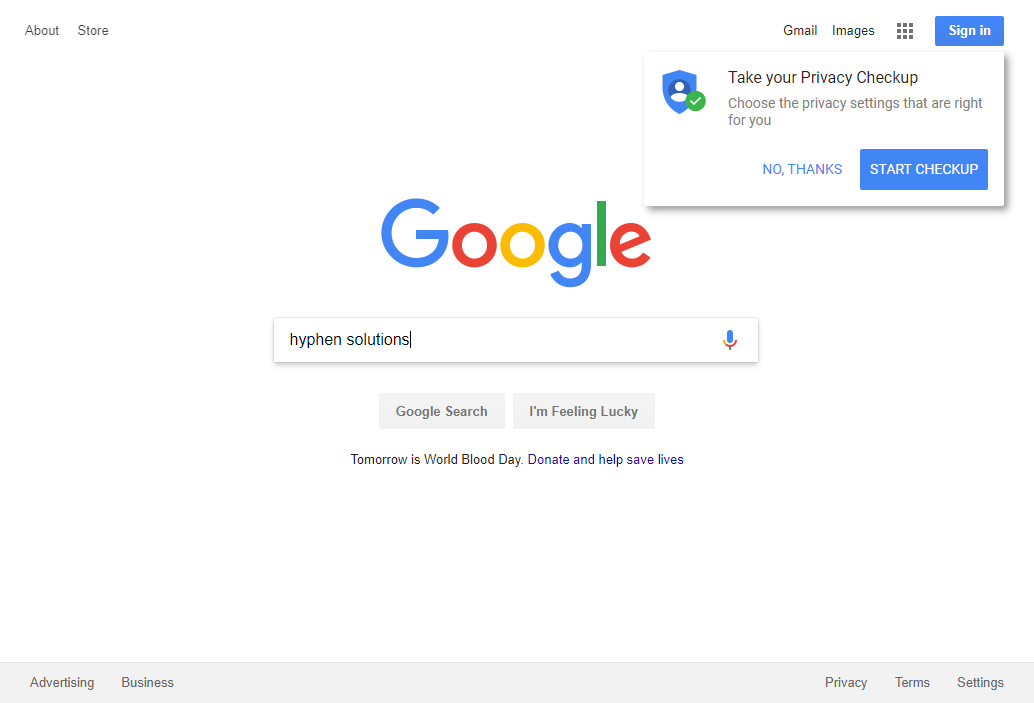 About Store Gmail Images Sign in
Take your Privacy Checkup
Choose the privacy settings that are right
for you
NO, THANKS START CHECKUP
Google
hyphen solutions
Google Search I'm Feeling Lucky
Tomorrow is World Blood Day. Donate and help save lives
Advertising Business Privacy Terms Settings